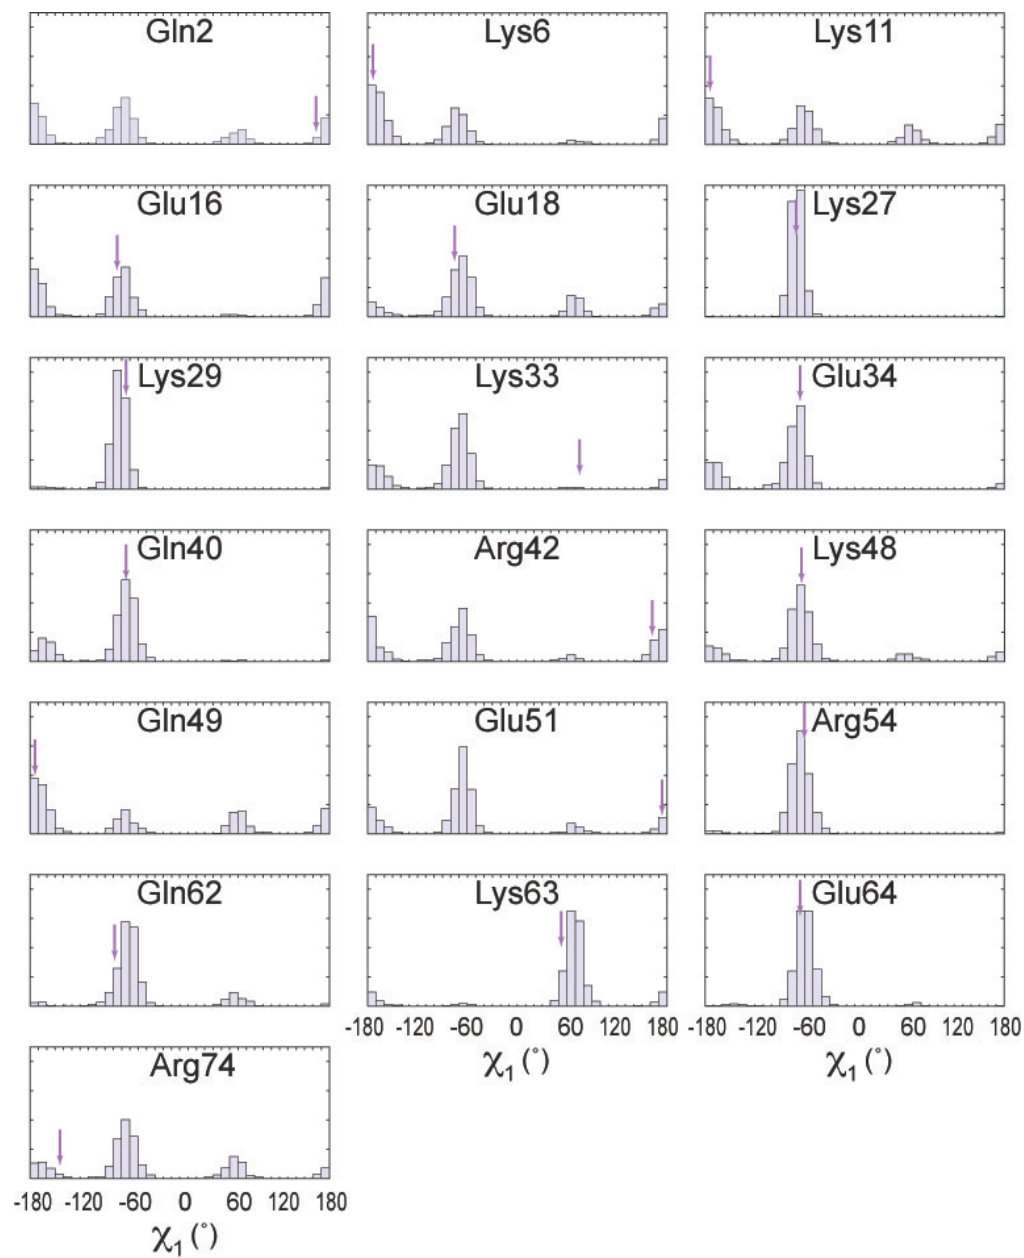 Gln2
Lys6
Lys11
Glu16
Glu18
Lys27
Lys29
Lys33
Glu34
Gln40
Arg42
Lys48
Gln49
Glu51
Arg54
Gln62
Lys63
Glu64
-180 -120 -60 0 60 120 180
-180 -120 -60 0 60 120 180
χ1 (°)
χ1 (°)
Arg74
-180 -120 -60 0 60 120 180
χ1 (°)